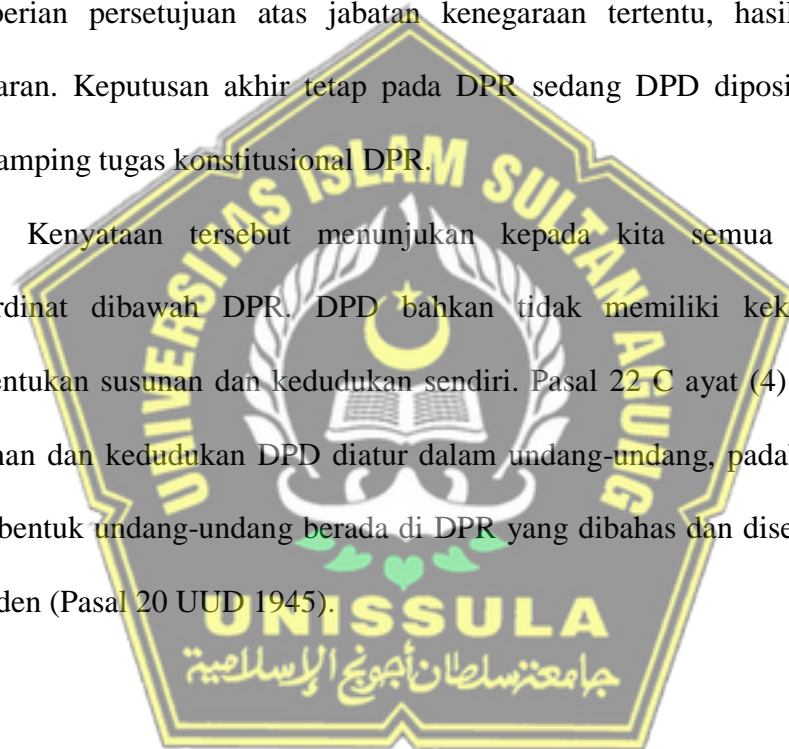 berian persetujuan atas jabatan kenegaraan tertentu, hasil
aran. Keputusan akhir tetap pada DPR sedang DPD diposi
amping tugas konstitusional DPR.
Kenyataan tersebut menunjukan kepada kita semua
rdinat dibawah DPR. DPD bahkan tidak memiliki kek
entukan susunan dan kedudukan sendiri. Pasal 22 C ayat (4)
nan dan kedudukan DPD diatur dalam undang-undang, padal
bentuk undang-undang berada di DPR yang dibahas dan dise
den (Pasal 20 UUD 1945).
UNIVERSITAS ISLAM SULTAN AGUNG
UNISSULA
جامعة سلطان أجونج الإسلامية